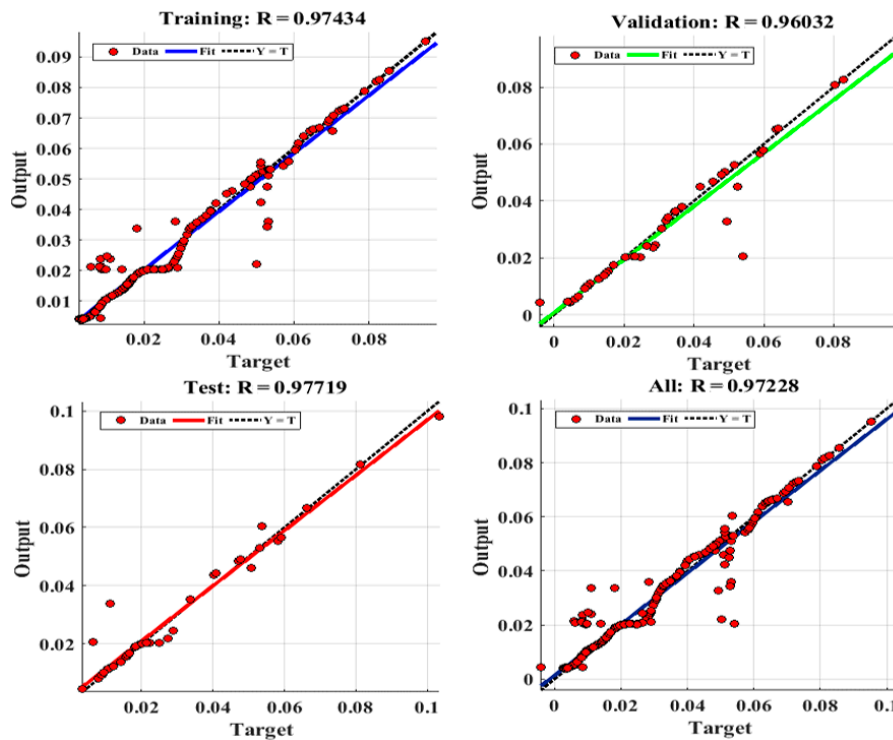 Training: R=0.97434
Data Fit Y = T
0.09
0.08
0.07
0.06
0.05
0.04
0.03
0.02
0.01
Output
0.02 0.04 0.06 0.08
Target
Validation: R=0.96032
Data Fit Y = T
0.08
0.06
0.04
0.02
0
Output
0 0.02 0.04 0.06 0.08
Target
Test: R=0.97719
Data Fit Y = T
0.1
0.08
0.06
0.04
0.02
Output
0.02 0.04 0.06 0.08 0.1
Target
All: R=0.97228
Data Fit Y = T
0.1
0.08
0.06
0.04
0.02
0
Output
0 0.02 0.04 0.06 0.08 0.1
Target